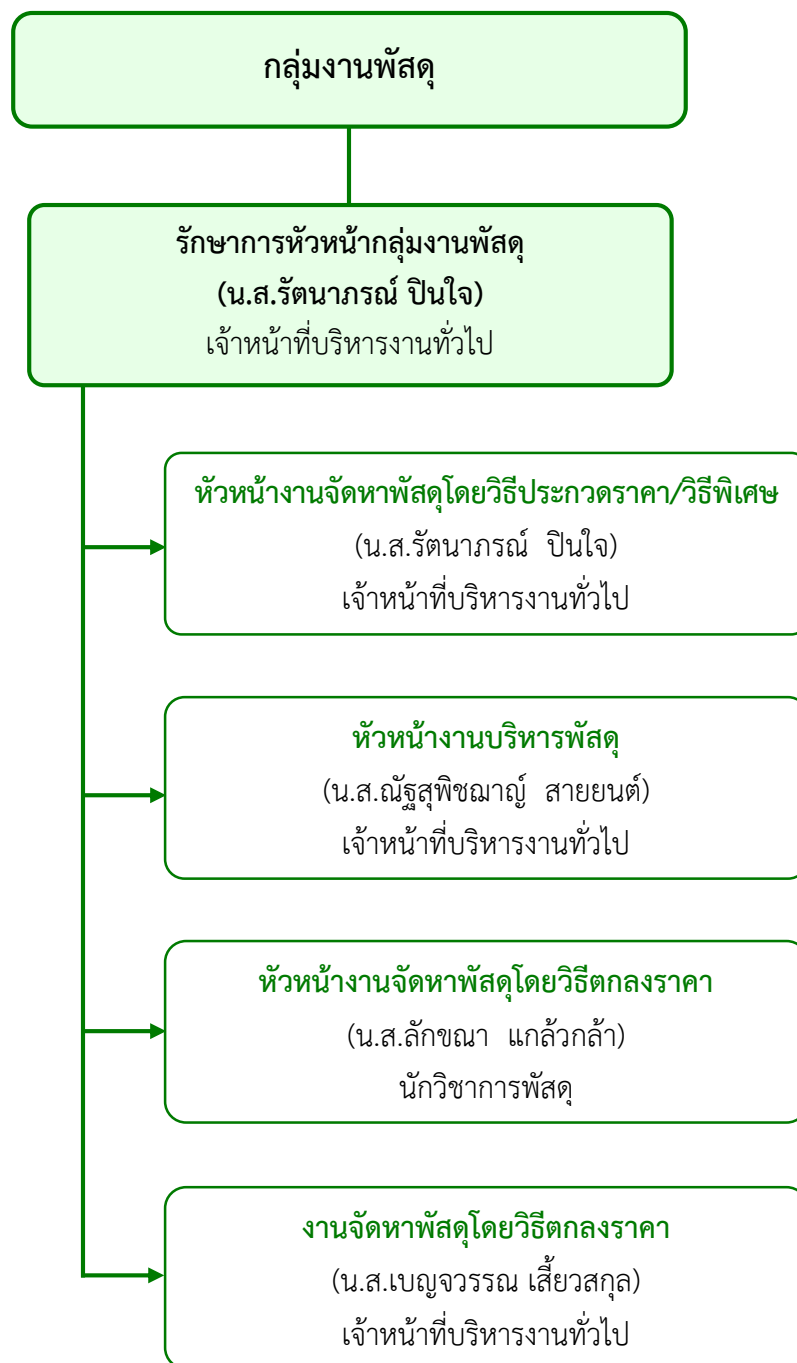 กลุ่มงานพัสดุ
รักษาการหัวหน้ากลุ่มงานพัสดุ
(น.ส.รัตนาภรณ์ ปินใจ)
เจ้าหน้าที่บริหารงานทั่วไป
หัวหน้างานจัดหาพัสดุโดยวิธีประกวดราคา/วิธีพิเศษ
(น.ส.รัตนาภรณ์ ปินใจ)
เจ้าหน้าที่บริหารงานทั่วไป
หัวหน้างานบริหารพัสดุ
(น.ส.ณัฐสุพิชฌาญ์ สายยนต์)
เจ้าหน้าที่บริหารงานทั่วไป
หัวหน้างานจัดหาพัสดุโดยวิธีตกลงราคา
(น.ส.ลักขณา แกล้วกล้า)
นักวิชาการพัสดุ
งานจัดหาพัสดุโดยวิธีตกลงราคา
(น.ส.เบญจวรรณ เสี้ยวสกุล)
เจ้าหน้าที่บริหารงานทั่วไป